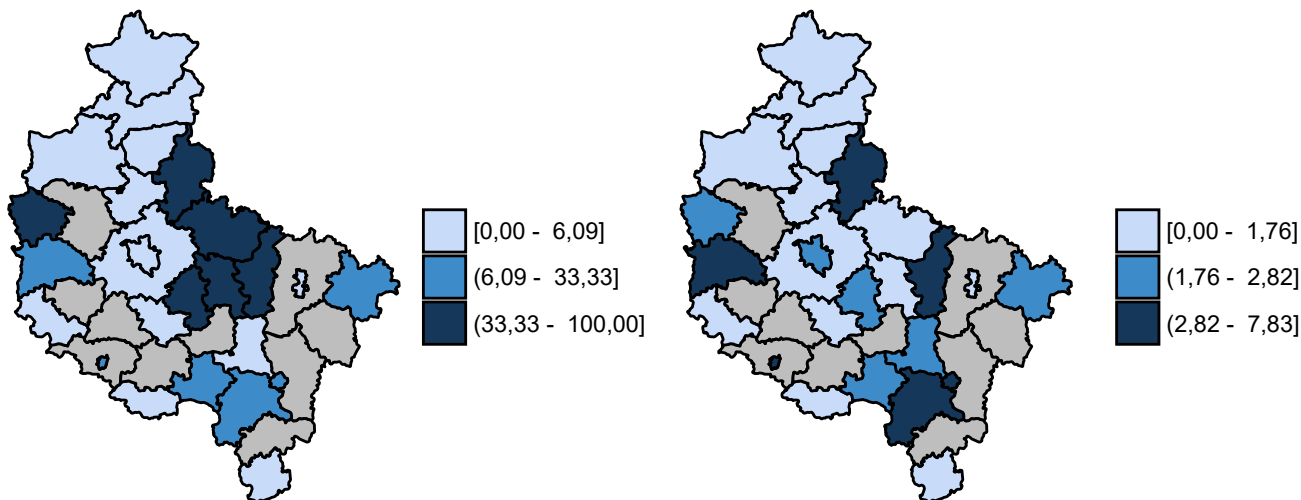 [0,00 -  6,09]
(6,09 -  33,33]
(33,33 -  100,00]
[0,00 -  1,76]
(1,76 -  2,82]
(2,82 -  7,83]